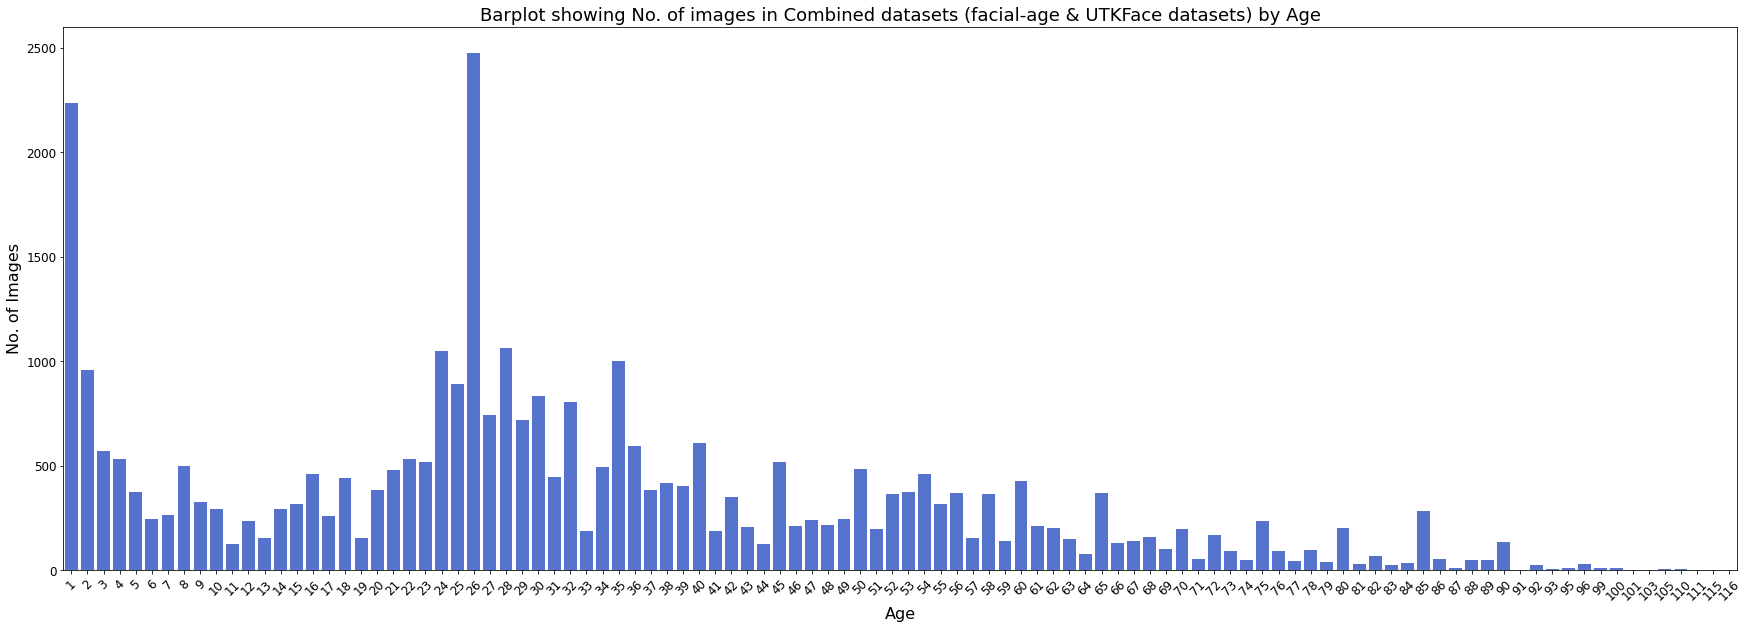 Barplot showing No. of images in Combined datasets (facial-age & UTKFace datasets) by Age
2500
2000
1500
1000
500
0
No. of Images
1 2 3 4 5 6 7 8 9 10 11 12 13 14 15 16 17 18 19 20 21 22 23 24 25 26 27 28 29 30 31 32 33 34 35 36 37 38 39 40 41 42 43 44 45 46 47 48 49 50 51 52 53 54 55 56 57 58 59 60 61 62 63 64 65 66 67 68 69 70 71 72 73 74 75 76 77 78 79 80 81 82 83 84 85 86 87 88 89 90 91 92 93 95 96 99 100 101 103 105 110 111 115 116
Age